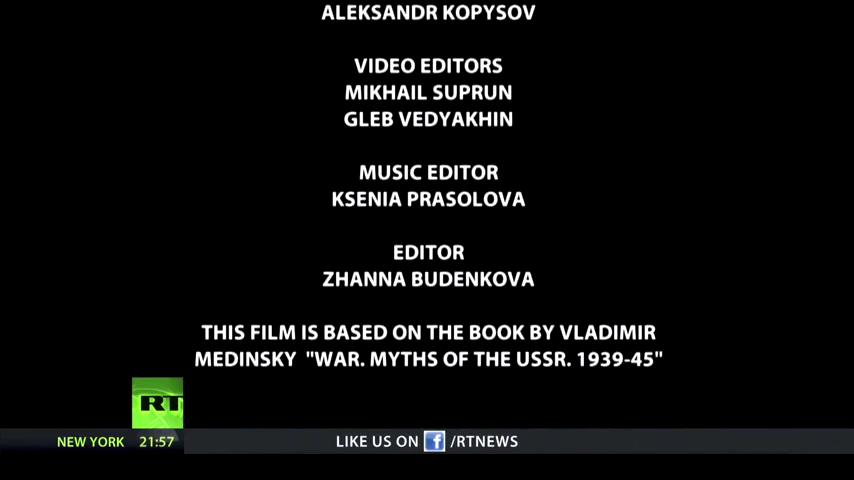 ALEKSANDR KOPYSOV
VIDEO EDITORS
MIKHAIL SUPRUN
GLEB VEDYAKHIN
MUSIC EDITOR
KSENIA PRASOLOVA
EDITOR
ZHANNA BUDENKOVA
THIS FILM IS BASED ON THE BOOK BY VLADIMIR
MEDINSKY "WAR. MYTHS OF THE USSR. 1939-45"
RT
NEW YORK 21:57 LIKE US ON f /RTNEWS